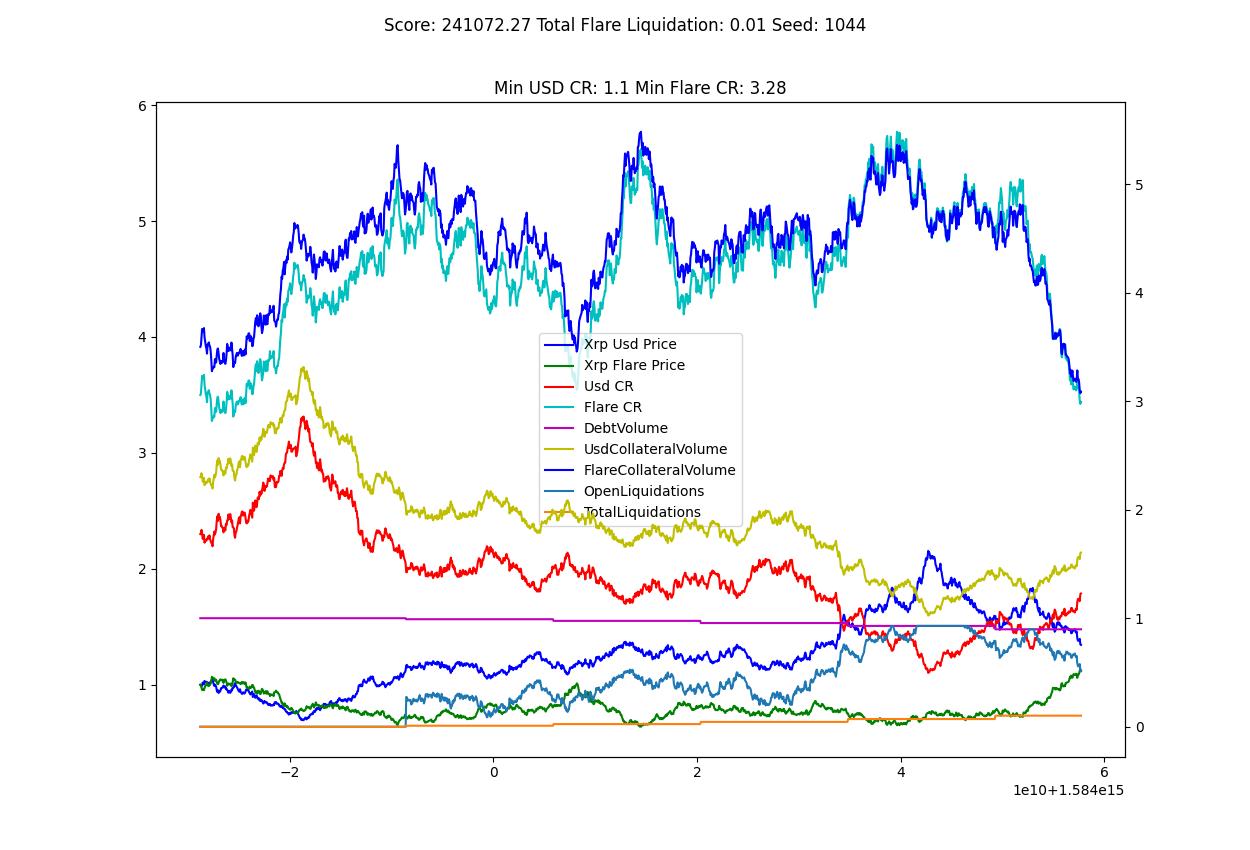 Score: 241072.27 Total Flare Liquidation: 0.01 Seed: 1044
Min USD CR: 1.1 Min Flare CR: 3.28
6
5
4
3
2
1
5
4
3
2
1
0
Xrp Usd Price
Xrp Flare Price
Usd CR
Flare CR
DebtVolume
UsdCollateralVolume
FlareCollateralVolume
OpenLiquidations
TotalLiquidations
−2 0 2 4 6
1e10+1.584e15